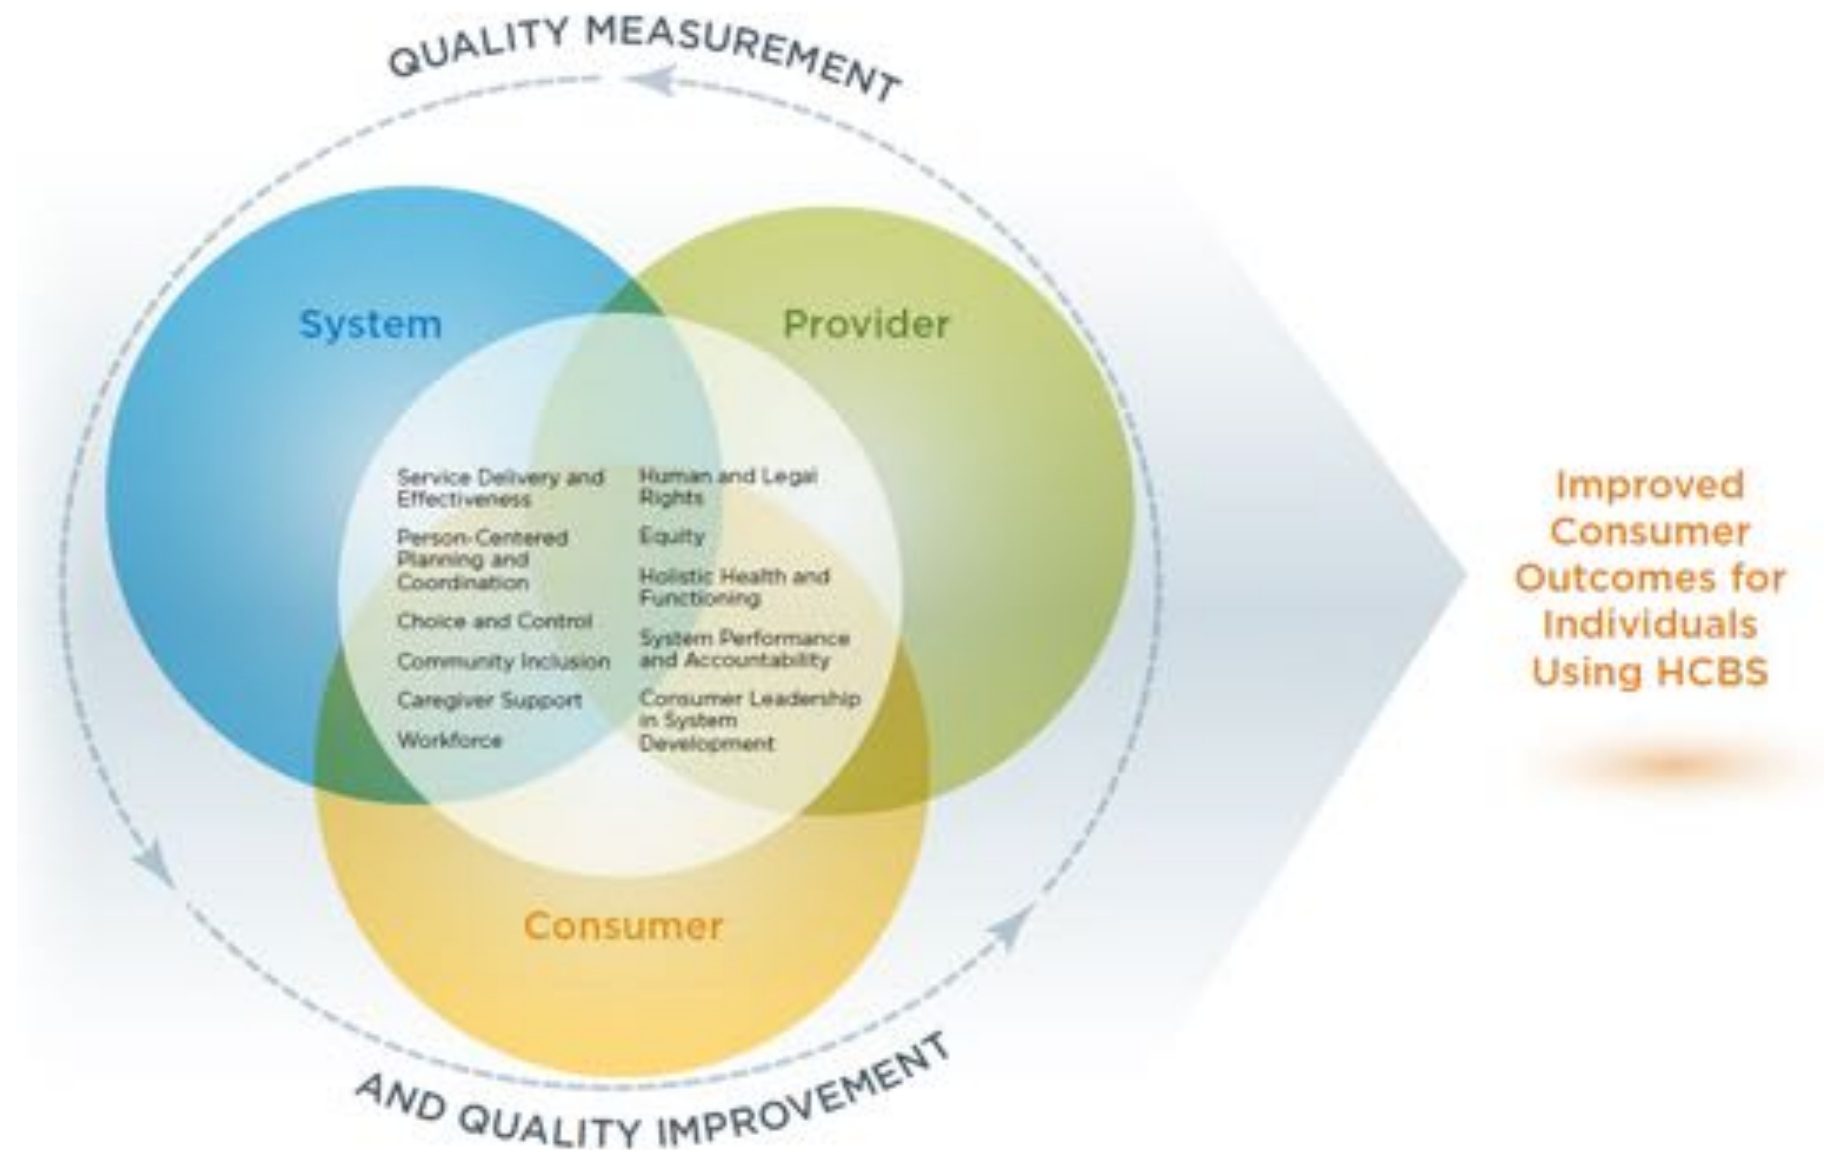 QUALITY MEASUREMENT
System
Provider
Service Delivery and
Effectiveness
Person-Centered
Planning and
Coordination
Choice and Control
Community Inclusion
Caregiver Support
Workforce
Human and Legal
Rights
Equity
Holistic Health and
Functioning
System Performance
and Accountability
Consumer Leadership
in System
Development
Consumer
AND QUALITY IMPROVEMENT
Improved
Consumer
Outcomes for
Individuals
Using HCBS